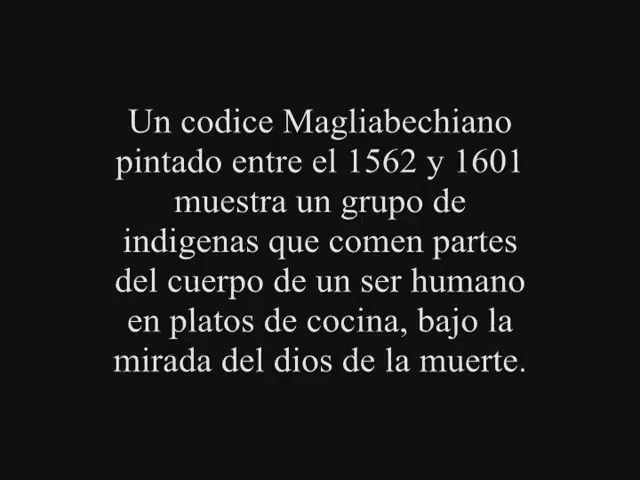 Un codice Magliabechiano
pintado entre el 1562 y 1601
muestra un grupo de
indigenas que comen partes
del cuerpo de un ser humano
en platos de cocina, bajo la
mirada del dios de la muerte.